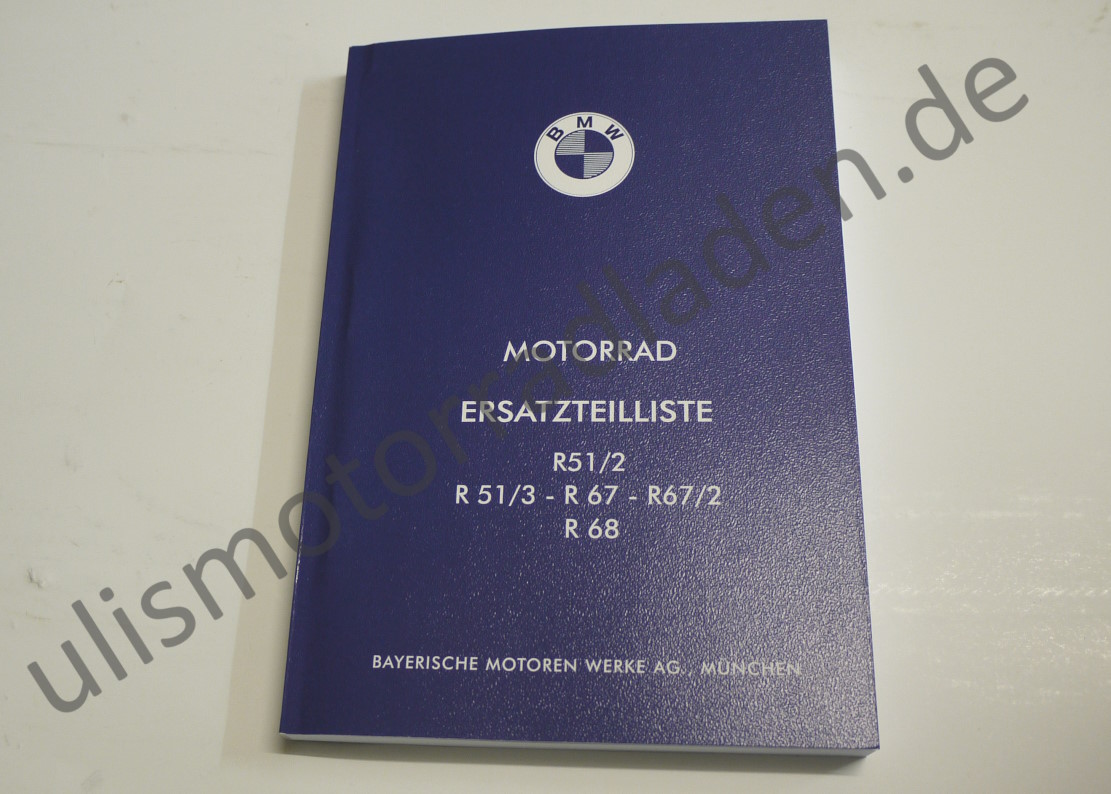 BMW
MOTORRAD
ERSATZTEILLISTE
R51/2
R 51/3 - R 67 - R67/2
R 68
BAYERISCHE MOTOREN WERKE AG., MÜNCHEN
ulismotorradladen.de